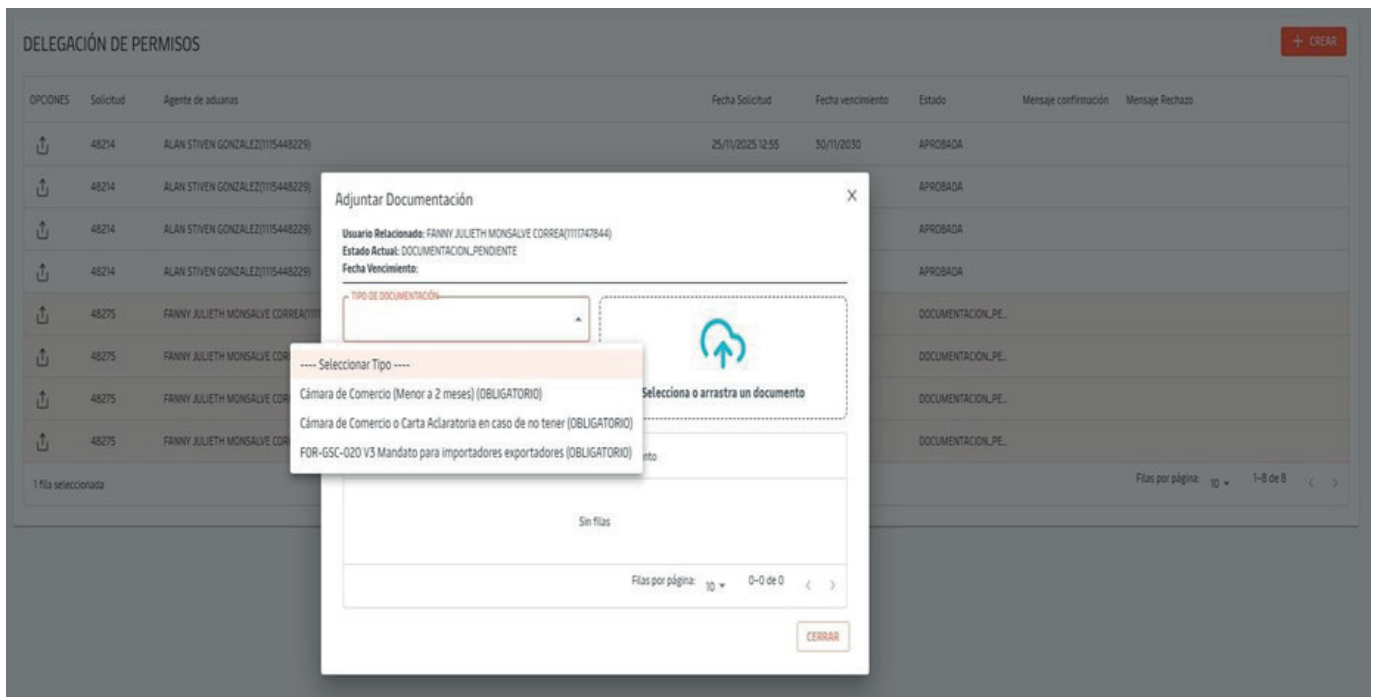 DELEGACIÓN DE PERMISOS
+ CREAR
OPCIONES Solicitud Agente de aduanas Fecha Solicitud Fecha vencimiento Estado Mensaje confirmación Mensaje Rechazo
48214 ALAN STIVEN GONZALEZ(1115448229) 25/11/2025 12:55 30/11/2030 APROBADA
48214 ALAN STIVEN GONZALEZ(1115448229) APROBADA
48214 ALAN STIVEN GONZALEZ(1115448229) APROBADA
48214 ALAN STIVEN GONZALEZ(1115448229) APROBADA
48275 FANNY JULIETH MONSALVE CORREA(1111 DOCUMENTACION_PE...
48275 FANNY JULIETH MONSALVE COR DOCUMENTACION_PE...
48275 FANNY JULIETH MONSALVE COR DOCUMENTACION_PE...
48275 FANNY JULIETH MONSALVE COR DOCUMENTACION_PE...
1 fila seleccionada
Filas por página: 10 1-8 de 8
Adjuntar Documentación X
Usuario Relacionado: FANNY JULIETH MONSALVE CORREA(1111747844)
Estado Actual: DOCUMENTACION_PENDIENTE
Fecha Vencimiento:
TIPO DE DOCUMENTACIÓN
---- Seleccionar Tipo ----
Cámara de Comercio (Menor a 2 meses) (OBLIGATORIO)
Cámara de Comercio o Carta Aclaratoria en caso de no tener (OBLIGATORIO)
FOR-GSC-020 V3 Mandato para importadores exportadores (OBLIGATORIO)
Selecciona o arrastra un documento
nto
Sin filas
Filas por página: 10 0-0 de 0
CERRAR